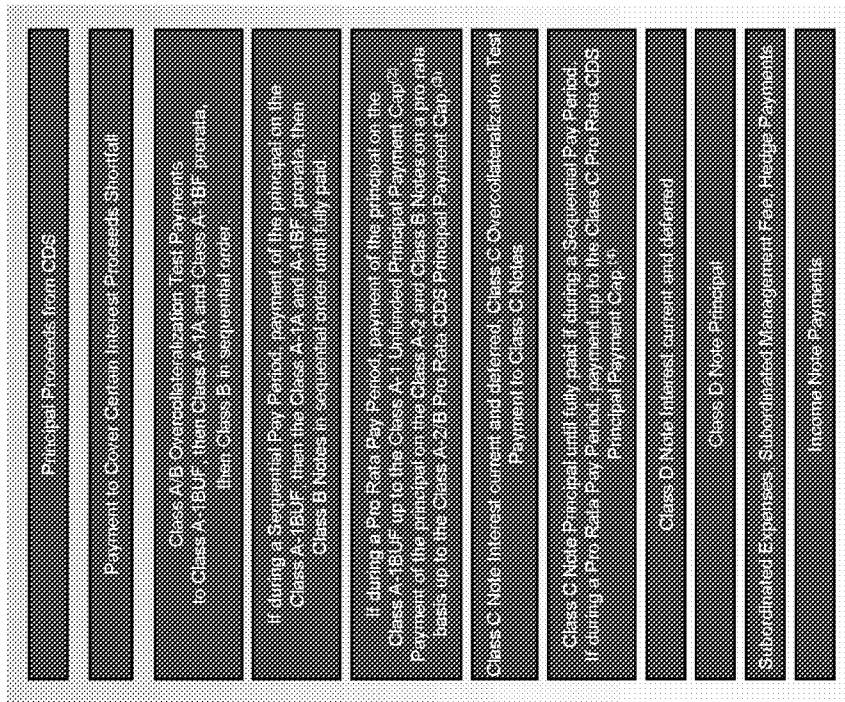 Principal Proceeds from CDS
Payment to Cover Certain Interest Proceeds Shortfall
Class A/B Overcollateralization Test Payments
to Class A-1BUF, then Class A-1A and Class A-1BF prorata,
then Class B in sequential order
If during a Sequential Pay Period, payment of the principal on the
Class A-1BUF, then the Class A-1A and A-1BF, prorata, then
Class B Notes in sequential order until fully paid
If during a Pro Rata Pay Period, payment of the principal on the
Class A-1BUF up to the Class A-1 Unfunded Principal Payment Cap(2).
Payment of the principal on the Class A-2 and Class B Notes on a pro rata
basis up to the Class A-2/B Pro Rata CDS Principal Payment Cap.(3).
Class C Note Interest current and deferred, Class C Overcollateralization Test
Payment to Class C Notes
Class C Note Principal until fully paid if during a Sequential Pay Period.
If during a Pro Rata Pay Period, payment up to the Class C Pro Rata CDS
Principal Payment Cap.(4)
Class D Note Interest current and deferred
Class D Note Principal
Subordinated Expenses, Subordinated Management Fee, Hedge Payments
Income Note Payments